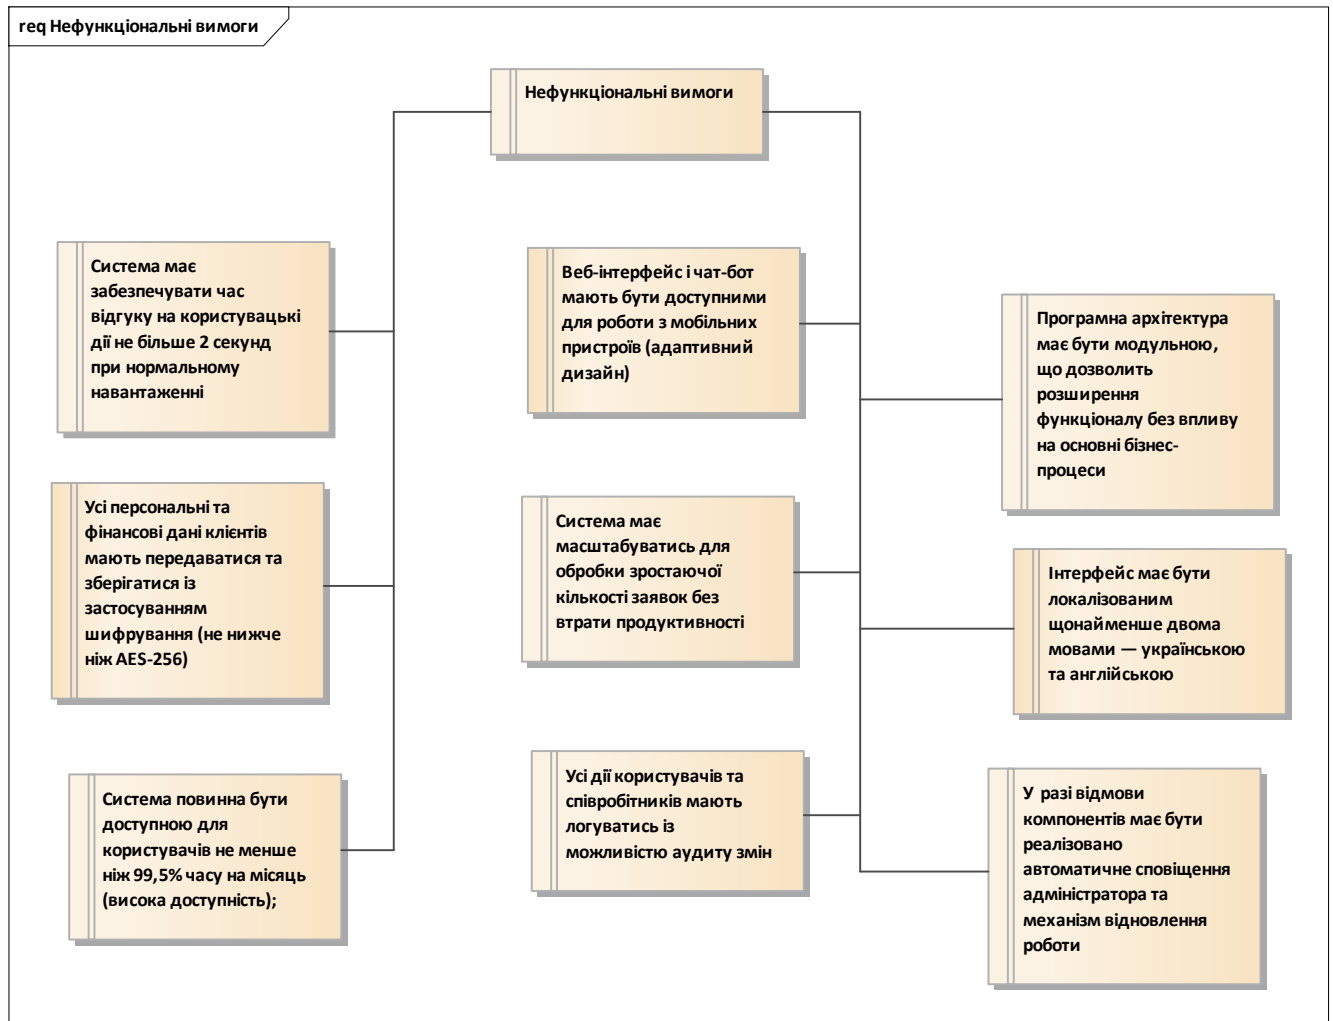 req Нефункціональні вимоги
Нефункціональні вимоги
Система має
забезпечувати час
відгуку на користувацькі
дії не більше 2 секунд
при нормальному
навантаженні
Усі персональні та
фінансові дані клієнтів
мають передаватися та
зберігатися із
застосуванням
шифрування (не нижче
ніж AES-256)
Система повинна бути
доступною для
користувачів не менше
ніж 99,5% часу на місяць
(висока доступність);
Веб-інтерфейс і чат-бот
мають бути доступними
для роботи з мобільних
пристроїв (адаптивний
дизайн)
Система має
масштабуватись для
обробки зростаючої
кількості заявок без
втрати продуктивності
Усі дії користувачів та
співробітників мають
логуватись із
можливістю аудиту змін
Програмна архітектура
має бути модульною,
що дозволить
розширення
функціоналу без впливу
на основні бізнес-
процеси
Інтерфейс має бути
локалізованим
щонайменше двома
мовами — українською
та англійською
У разі відмови
компонентів має бути
реалізовано
автоматичне сповіщення
адміністратора та
механізм відновлення
роботи